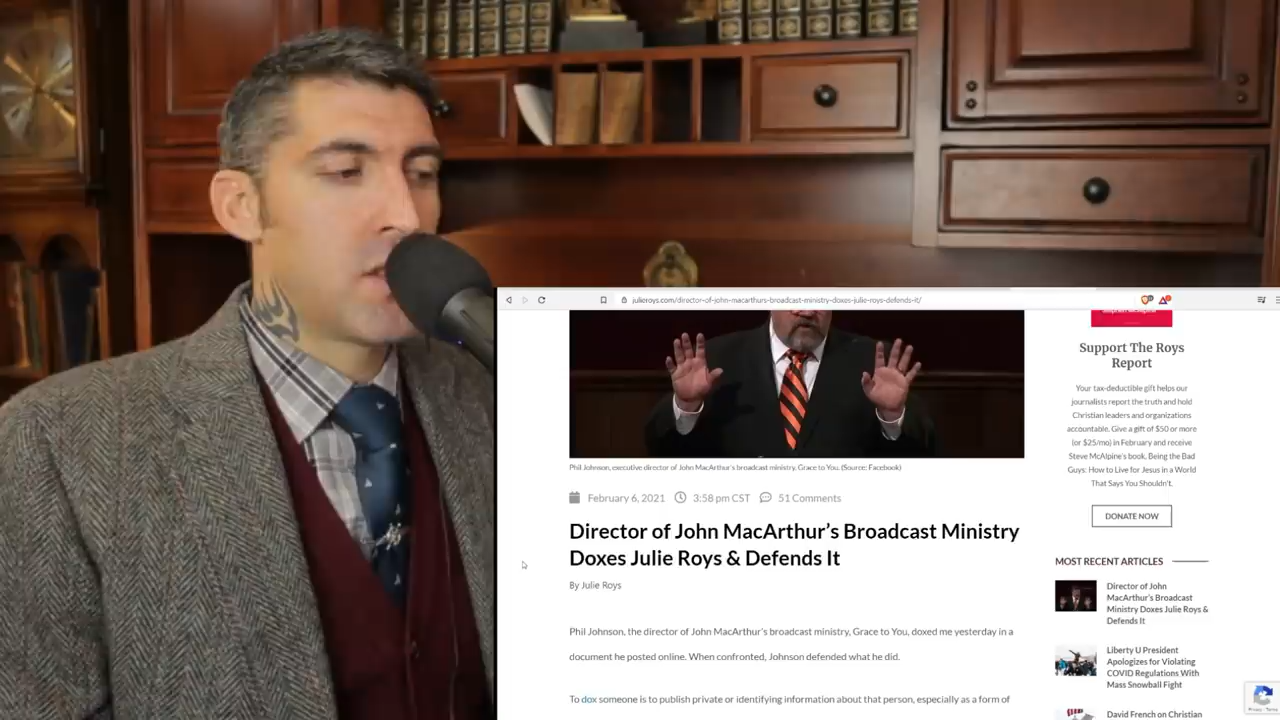 julieroys.com/director-of-john-macarthurs-broadcast-ministry-doxes-julie-roys-defends-it/
Phil Johnson, executive director of John MacArthur's broadcast ministry, Grace to You. (Source: Facebook)
February 6, 2021 3:58 pm CST 51 Comments
Director of John MacArthur's Broadcast Ministry
Doxes Julie Roys & Defends It
By Julie Roys
Phil Johnson, the director of John MacArthur's broadcast ministry, Grace to You, doxed me yesterday in a
document he posted online. When confronted, Johnson defended what he did.
To dox someone is to publish private or identifying information about that person, especially as a form of
Support The Roys
Report
Your tax-deductible gift helps our
journalists report the truth and hold
Christian leaders and organizations
accountable. Give a gift of $50 or more
(or $25/mo) in February and receive
Steve McAlpine's book, Being the Bad
Guys: How to Live for Jesus in a World
That Says You Shouldn't.
DONATE NOW
MOST RECENT ARTICLES
Director of John
MacArthur's Broadcast
Ministry Doxes Julie Roys &
Defends It
Liberty U President
Apologizes for Violating
COVID Regulations With
Mass Snowball Fight
David French on Christian